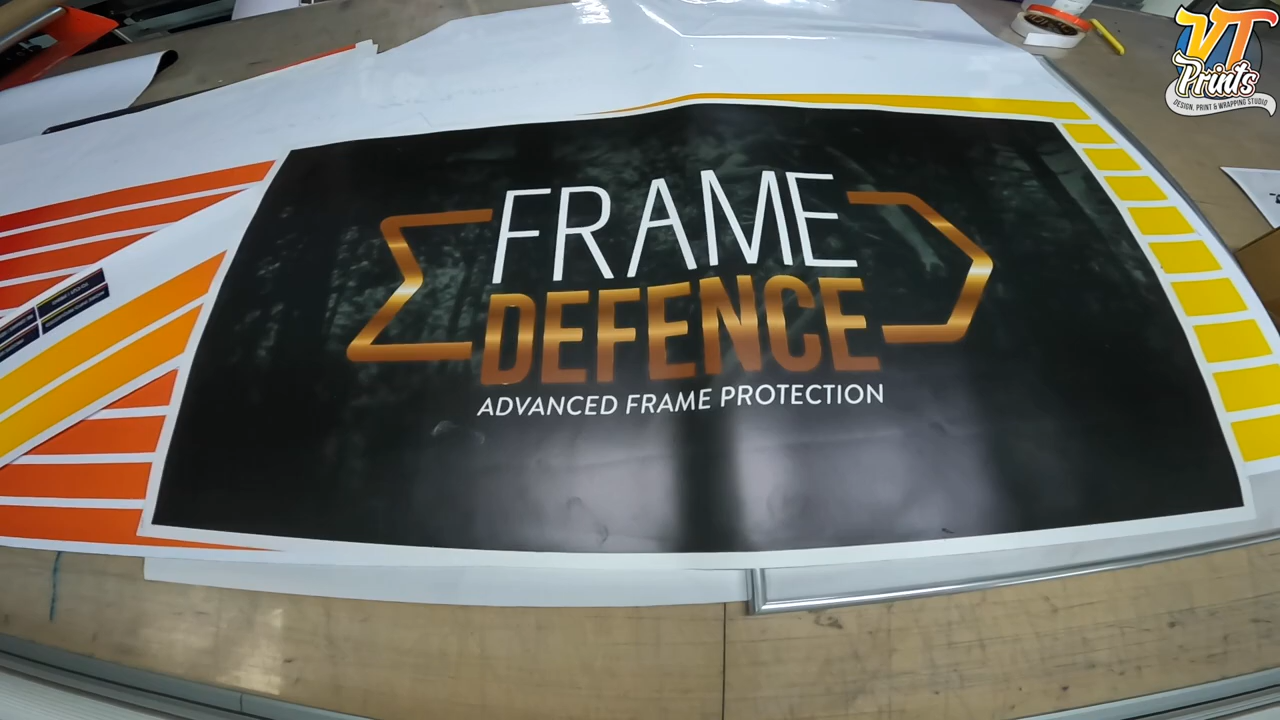 VT
Prints
DESIGN, PRINT & WRAPPING STUDIO
FRAME
DEFENCE
ADVANCED FRAME PROTECTION